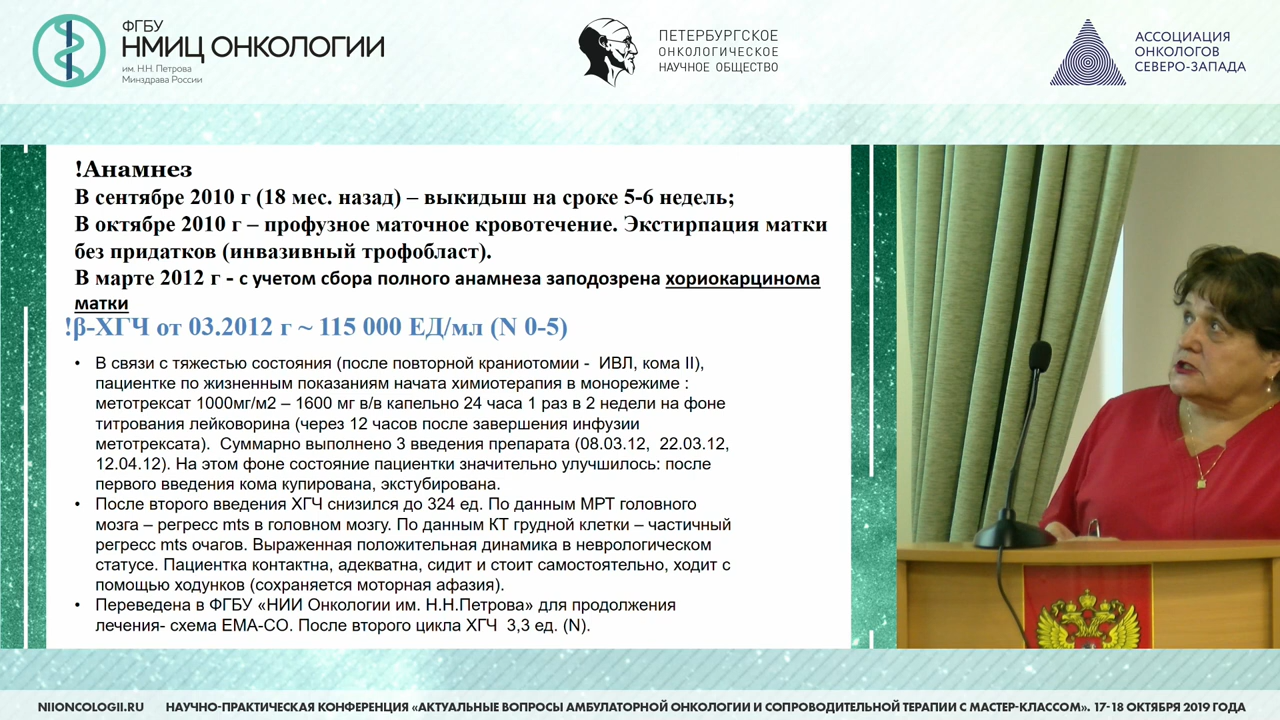 ФГБУ
НМИЦ ОНКОЛОГИИ
им. Н.Н. Петрова
Минздрава России
ПЕТЕРБУРГСКОЕ
ОНКОЛОГИЧЕСКОЕ
НАУЧНОЕ ОБЩЕСТВО
АССОЦИАЦИЯ
ОНКОЛОГОВ
СЕВЕРО-ЗАПАДА
!Анамнез
В сентябре 2010 г (18 мес. назад) – выкидыш на сроке 5-6 недель;
В октябре 2010 г – профузное маточное кровотечение. Экстирпация матки
без придатков (инвазивный трофобласт).
В марте 2012 г - с учетом сбора полного анамнеза заподозрена хориокарцинома
матки
!β-ХГЧ от 03.2012 г ~ 115 000 ЕД/мл (N 0-5)
• В связи с тяжестью состояния (после повторной краниотомии - ИВЛ, кома II),
пациентке по жизненным показаниям начата химиотерапия в монорежиме :
метотрексат 1000мг/м2 – 1600 мг в/в капельно 24 часа 1 раз в 2 недели на фоне
титрования лейковорина (через 12 часов после завершения инфузии
метотрексата). Суммарно выполнено 3 введения препарата (08.03.12, 22.03.12,
12.04.12). На этом фоне состояние пациентки значительно улучшилось: после
первого введения кома купирована, экстубирована.
• После второго введения ХГЧ снизился до 324 ед. По данным МРТ головного
мозга – регресс mts в головном мозгу. По данным КТ грудной клетки – частичный
регресс mts очагов. Выраженная положительная динамика в неврологическом
статусе. Пациентка контактна, адекватна, сидит и стоит самостоятельно, ходит с
помощью ходунков (сохраняется моторная афазия).
• Переведена в ФГБУ «НИИ Онкологии им. Н.Н.Петрова» для продолжения
лечения- схема EMA-CO. После второго цикла ХГЧ 3,3 ед. (N).
NIIONCOLOGII.RU НАУЧНО-ПРАКТИЧЕСКАЯ КОНФЕРЕНЦИЯ «АКТУАЛЬНЫЕ ВОПРОСЫ АМБУЛАТОРНОЙ ОНКОЛОГИИ И СОПРОВОДИТЕЛЬНОЙ ТЕРАПИИ С МАСТЕР-КЛАССОМ». 17-18 ОКТЯБРЯ 2019 ГОДА